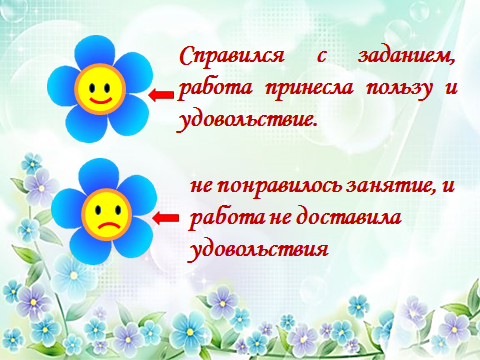 Справился с заданием,
работа принесла пользу и
удовольствие.
не понравилось занятие, и
работа не доставила
удовольствия